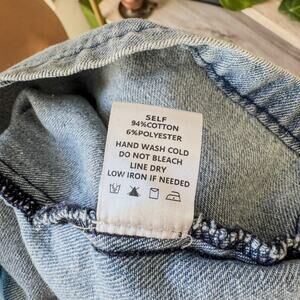 SELF
94%COTTON
6%POLYESTER
HAND WASH COLD
DO NOT BLEACH
LINE DRY
LOW IRON IF NEEDED